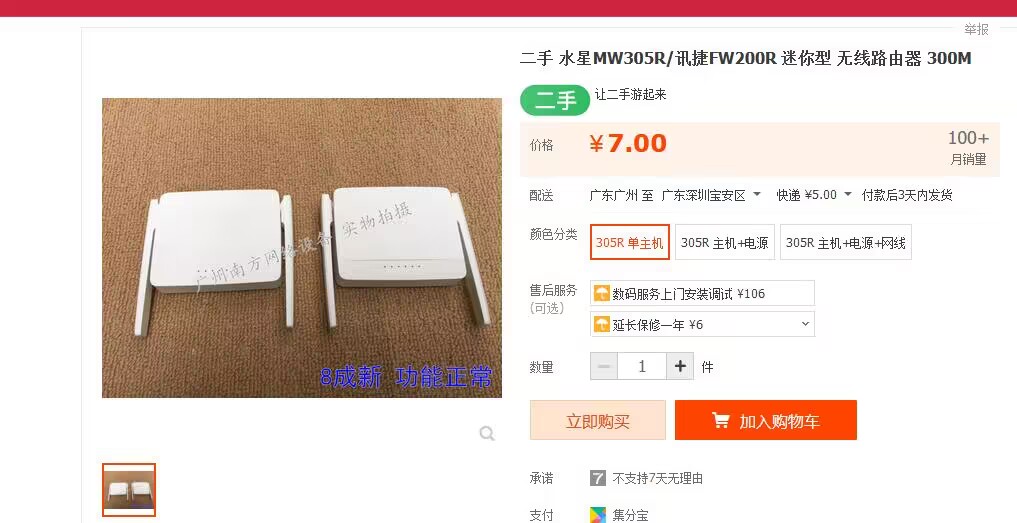 举报
二手 水星MW305R/讯捷FW200R 迷你型 无线路由器 300M
二手 让二手游起来
价格 ¥7.00 100+
月销量
配送 广东广州 至 广东深圳宝安区 快递 ¥5.00 付款后3天内发货
颜色分类 305R 单主机 305R 主机+电源 305R 主机+电源+网线
售后服务 数码服务上门安装调试 ¥106
(可选) 延长保修一年 ¥6
数量 1 件
立即购买 加入购物车
承诺 7 不支持7天无理由
支付 集分宝
广州南方网络设备 实物拍摄
8成新 功能正常